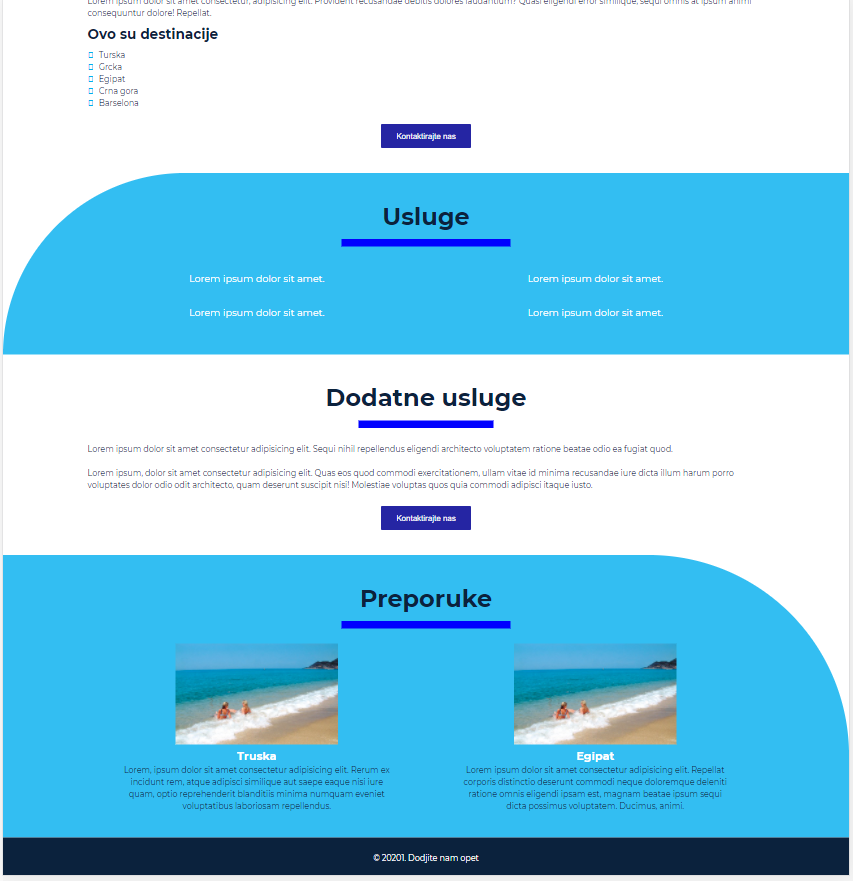 Lorem ipsum dolor sit amet consectetur, adipisicing elit. Provident recusandae debitis dolores laudantium? Quasi eligendi error similique, sequi omnis at ipsum animi
consequuntur dolore! Repellat.
Ovo su destinacije
Turska
Grcka
Egipat
Crna gora
Barselona
Kontaktirajte nas
Usluge
Lorem ipsum dolor sit amet. Lorem ipsum dolor sit amet.
Lorem ipsum dolor sit amet. Lorem ipsum dolor sit amet.
Dodatne usluge
Lorem ipsum dolor sit amet consectetur adipisicing elit. Sequi nihil repellendus eligendi architecto voluptatem ratione beatae odio ea fugiat quod.
Lorem ipsum, dolor sit amet consectetur adipisicing elit. Quas eos quod commodi exercitationem, ullam vitae id minima recusandae iure dicta illum harum porro
voluptates dolor odio odit architecto, quam deserunt suscipit nisi! Molestiae voluptas quos quia commodi adipisci itaque iusto.
Kontaktirajte nas
Preporuke
Truska
Lorem, ipsum dolor sit amet consectetur adipisicing elit. Rerum ex
incidunt rem, atque adipisci similique aut saepe eaque nisi iure
quam, optio reprehenderit blanditiis minima numquam eveniet
voluptatibus laboriosam repellendus.
Egipat
Lorem ipsum dolor sit amet consectetur adipisicing elit. Repellat
corporis distinctio deserunt commodi neque doloremque deleniti
ratione omnis eligendi ipsam est, magnam beatae ipsum sequi
dicta possimus voluptatem. Ducimus, animi.
© 20201. Dodjite nam opet